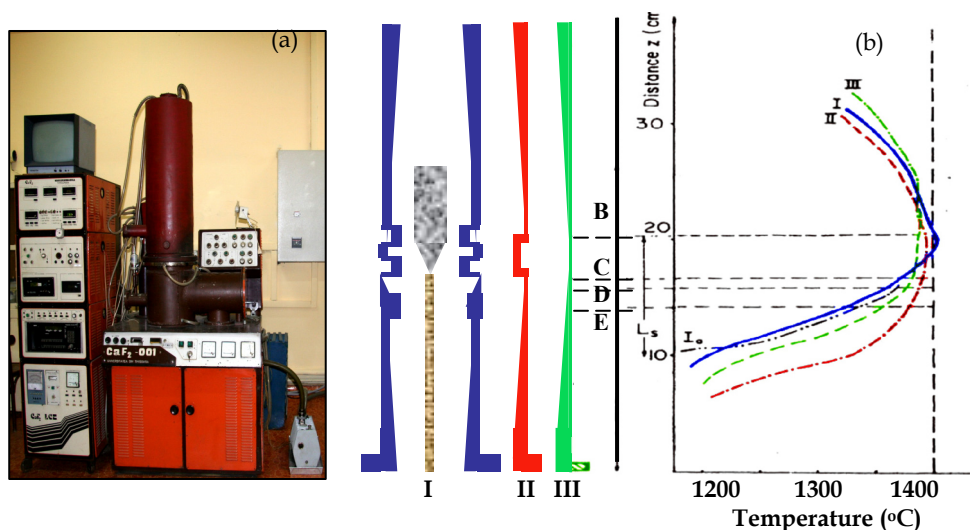 (a)
CaF₂-001
I
II
III
B
C
D
E
Lₛ
(b)
Distance z (cm
30
20
10
III
I
II
I₀
1200
1300
1400
Temperature (ºC)